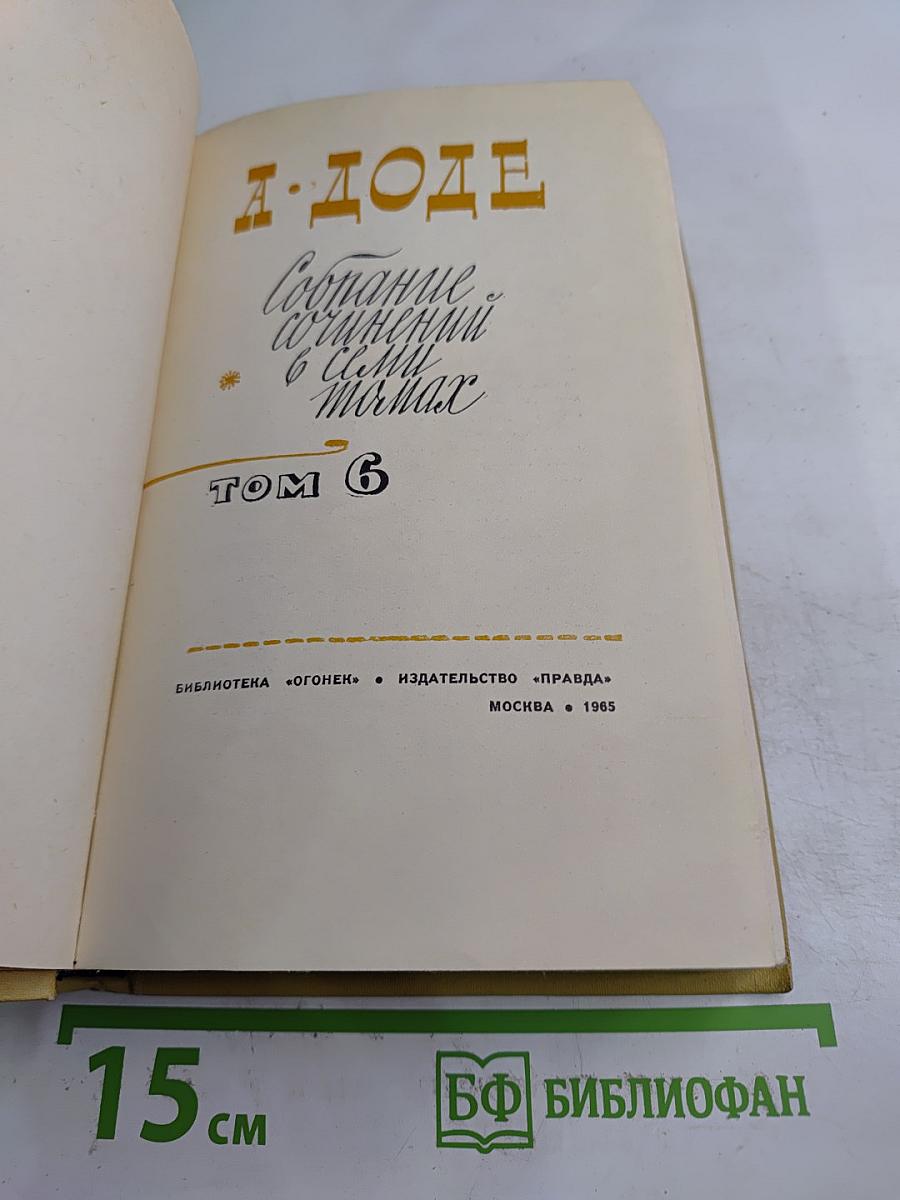 А · ДОДЕ
Собрание
сочинений
в семи
томах
ТОМ 6
БИБЛИОТЕКА «ОГОНЕК» • ИЗДАТЕЛЬСТВО «ПРАВДА»
МОСКВА • 1965
15 см
БФ БИБЛИОФАН